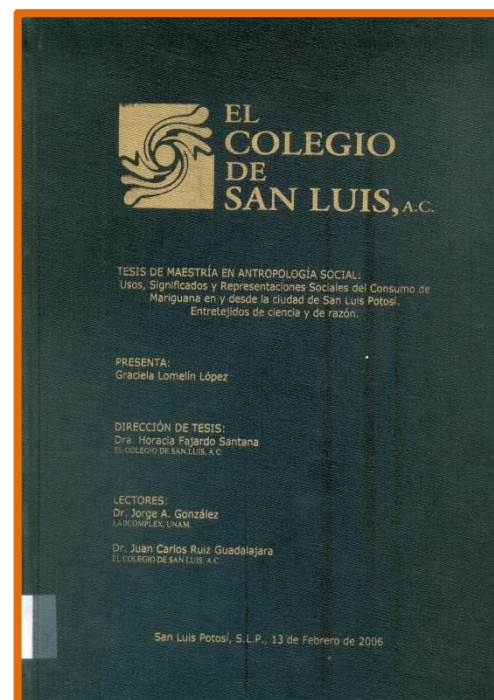 EL
COLEGIO
DE
SAN LUIS, A.C.
TESIS DE MAESTRÍA EN ANTROPOLOGÍA SOCIAL:
Usos, Significados y Representaciones Sociales del Consumo de
Mariguana en y desde la ciudad de San Luis Potosí.
Entretejidos de ciencia y de razón.
PRESENTA:
Graciela Lomelín López
DIRECCIÓN DE TESIS:
Dra. Horacia Fajardo Santana
EL COLEGIO DE SAN LUIS, A.C
LECTORES:
Dr. Jorge A. González
LABCOMPLEX, UNAM.
Dr. Juan Carlos Ruiz Guadalajara
EL COLEGIO DE SAN LUIS, A.C
San Luis Potosí, S.L.P., 13 de Febrero de 2006